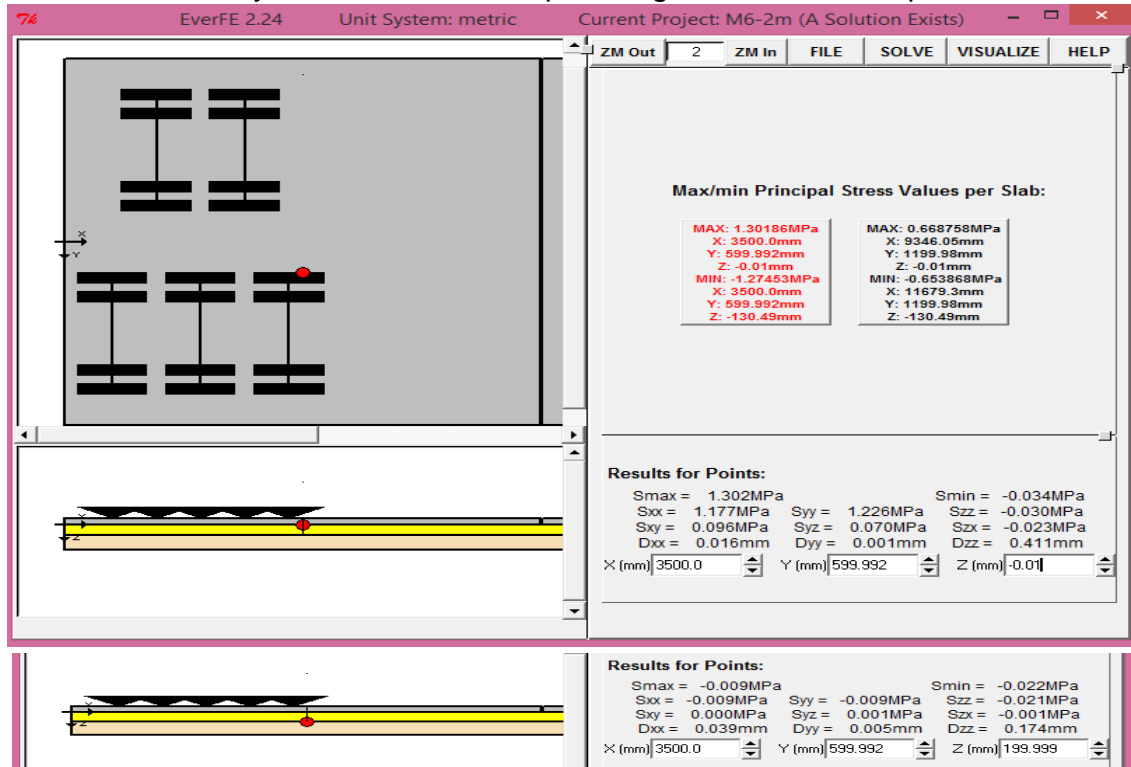 EverFE 2.24 Unit System: metric Current Project: M6-2m (A Solution Exists)
ZM Out 2 ZM In FILE SOLVE VISUALIZE HELP
X
Y
Max/min Principal Stress Values per Slab:
MAX: 1.30186MPa
X: 3500.0mm
Y: 599.992mm
Z: -0.01mm
MIN: -1.27453MPa
X: 3500.0mm
Y: 599.992mm
Z: -130.49mm
MAX: 0.668758MPa
X: 9346.05mm
Y: 1199.98mm
Z: -0.01mm
MIN: -0.653868MPa
X: 11679.3mm
Y: 1199.98mm
Z: -130.49mm
X
Z
Results for Points:
Smax = 1.302MPa Smin = -0.034MPa
Sxx = 1.177MPa Syy = 1.226MPa Szz = -0.030MPa
Sxy = 0.096MPa Syz = 0.070MPa Szx = -0.023MPa
Dxx = 0.016mm Dyy = 0.001mm Dzz = 0.411mm
X (mm) 3500.0 Y (mm) 599.992 Z (mm) -0.01
X
Z
Results for Points:
Smax = -0.009MPa Smin = -0.022MPa
Sxx = -0.009MPa Syy = -0.009MPa Szz = -0.021MPa
Sxy = 0.000MPa Syz = 0.001MPa Szx = -0.001MPa
Dxx = 0.039mm Dyy = 0.005mm Dzz = 0.174mm
X (mm) 3500.0 Y (mm) 599.992 Z (mm) 199.999